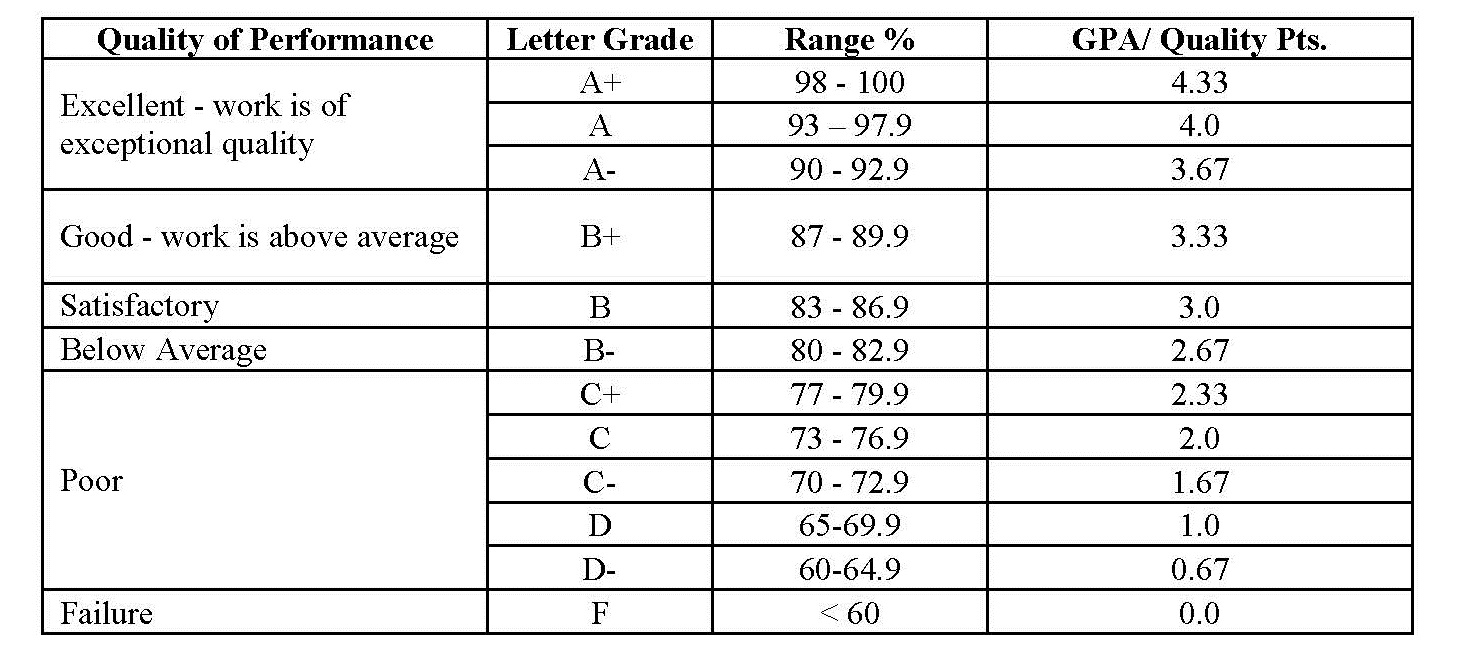 Quality of Performance Letter Grade Range % GPA/ Quality Pts.
Excellent - work is of
exceptional quality
A+ 98 - 100 4.33
A 93 – 97.9 4.0
A- 90 - 92.9 3.67
Good - work is above average B+ 87 - 89.9 3.33
Satisfactory B 83 - 86.9 3.0
Below Average B- 80 - 82.9 2.67
Poor
C+ 77 - 79.9 2.33
C 73 - 76.9 2.0
C- 70 - 72.9 1.67
D 65-69.9 1.0
D- 60-64.9 0.67
Failure F < 60 0.0